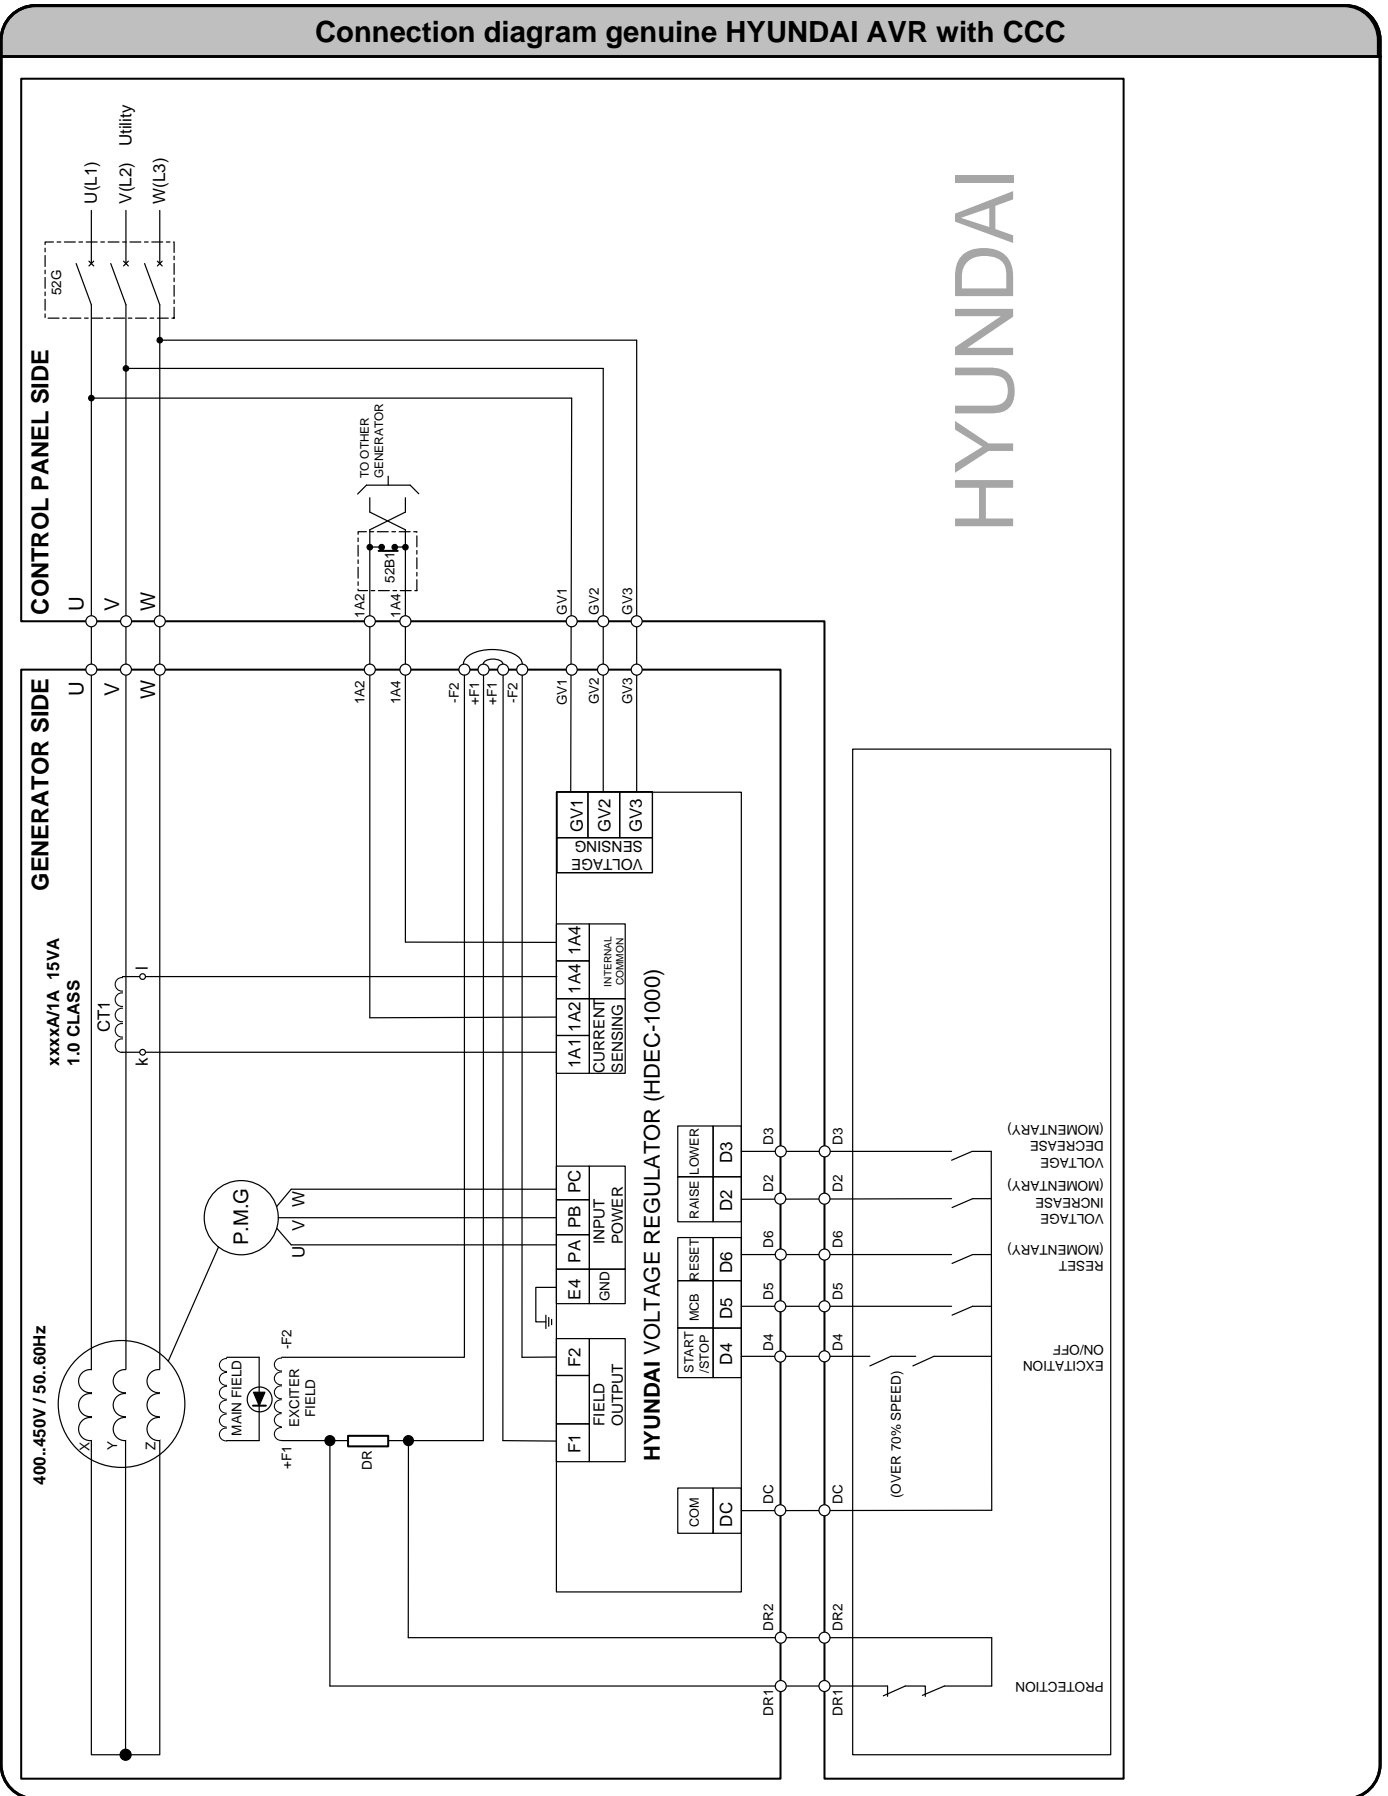 Connection diagram genuine HYUNDAI AVR with CCC
CONTROL PANEL SIDE
52G
U(L1)
V(L2)
W(L3)
Utility
U
V
W
TO OTHER
GENERATOR
52B1
1A2
1A4
GV1
GV2
GV3
HYUNDAI
GENERATOR SIDE
U
V
W
1A2
1A4
-F2
+F1
+F1
-F2
GV1
GV2
GV3
xxxxA/1A 15VA
1.0 CLASS
CT1
k
l
GV1
GV2
GV3
VOLTAGE
SENSING
1A1
1A2
1A4
1A4
CURRENT
SENSING
INTERNAL
COMMON
HYUNDAI VOLTAGE REGULATOR (HDEC-1000)
P.M.G
U
V
W
E4
PA
PB
PC
GND
INPUT
POWER
400..450V / 50..60Hz
X
Y
Z
MAIN FIELD
EXCITER
FIELD
+F1
-F2
DR
F1
F2
FIELD
OUTPUT
COM
DC
START
/STOP
D4
MCB
D5
RESET
D6
RAISE
D2
LOWER
D3
D3
D2
D6
D5
D4
DC
DR2
DR1
D3
D2
D6
D5
D4
DC
DR2
DR1
VOLTAGE
DECREASE
(MOMENTARY)
VOLTAGE
INCREASE
(MOMENTARY)
RESET
(MOMENTARY)
EXCITATION
ON/OFF
(OVER 70% SPEED)
PROTECTION